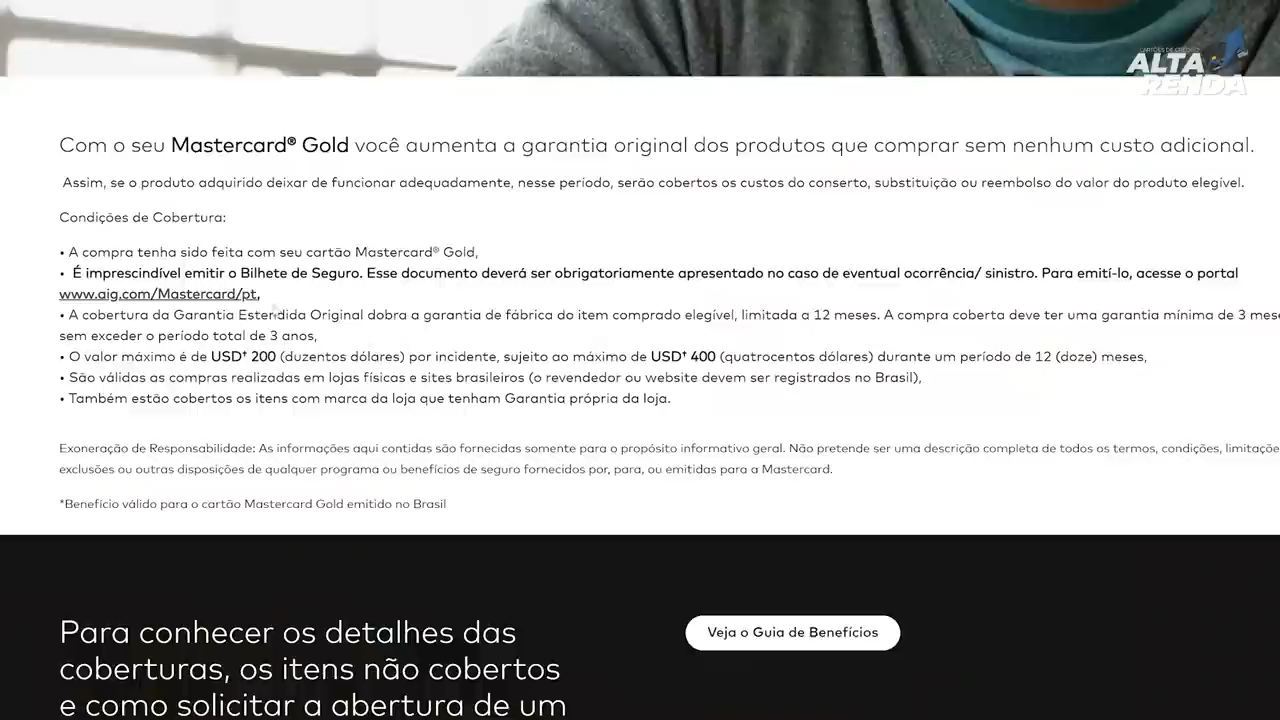 CARTÕES DE CRÉDITO
ALTA
RENDA
Com o seu Mastercard® Gold você aumenta a garantia original dos produtos que comprar sem nenhum custo adicional.
Assim, se o produto adquirido deixar de funcionar adequadamente, nesse período, serão cobertos os custos do conserto, substituição ou reembolso do valor do produto elegível.
Condições de Cobertura:
• A compra tenha sido feita com seu cartão Mastercard® Gold,
• É imprescindível emitir o Bilhete de Seguro. Esse documento deverá ser obrigatoriamente apresentado no caso de eventual ocorrência/ sinistro. Para emití-lo, acesse o portal
www.aig.com/Mastercard/pt,
• A cobertura da Garantia Estendida Original dobra a garantia de fábrica do item comprado elegível, limitada a 12 meses. A compra coberta deve ter uma garantia mínima de 3 mese
sem exceder o período total de 3 anos,
• O valor máximo é de USD† 200 (duzentos dólares) por incidente, sujeito ao máximo de USD† 400 (quatrocentos dólares) durante um período de 12 (doze) meses,
• São válidas as compras realizadas em lojas físicas e sites brasileiros (o revendedor ou website devem ser registrados no Brasil),
• Também estão cobertos os itens com marca da loja que tenham Garantia própria da loja.
Exoneração de Responsabilidade: As informações aqui contidas são fornecidas somente para o propósito informativo geral. Não pretende ser uma descrição completa de todos os termos, condições, limitaçõe
exclusões ou outras disposições de qualquer programa ou benefícios de seguro fornecidos por, para, ou emitidas para a Mastercard.
*Benefício válido para o cartão Mastercard Gold emitido no Brasil
Para conhecer os detalhes das
coberturas, os itens não cobertos
e como solicitar a abertura de um
Veja o Guia de Benefícios